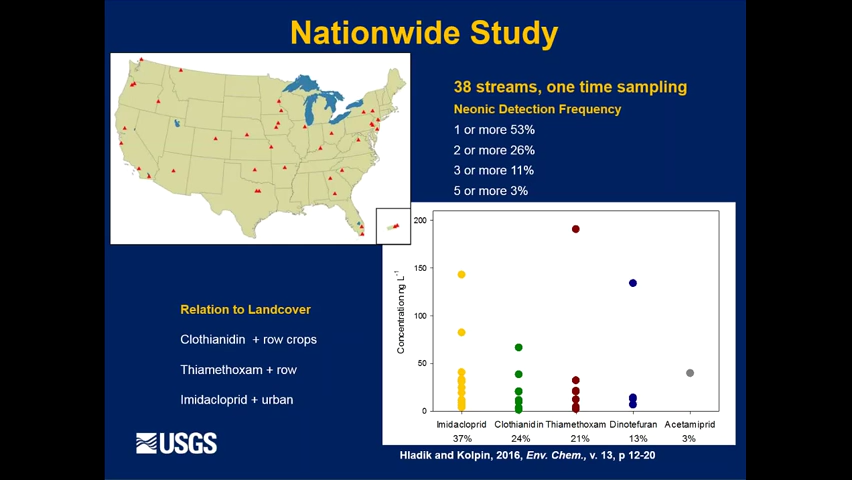 Nationwide Study
38 streams, one time sampling
Neonic Detection Frequency
1 or more 53%
2 or more 26%
3 or more 11%
5 or more 3%
Relation to Landcover
Clothianidin + row crops
Thiamethoxam + row
Imidacloprid + urban
Concentration ng L⁻¹
200
150
100
50
0
Imidacloprid Clothianidin Thiamethoxam Dinotefuran Acetamiprid
37% 24% 21% 13% 3%
Hladik and Kolpin, 2016, Env. Chem., v. 13, p 12-20
USGS